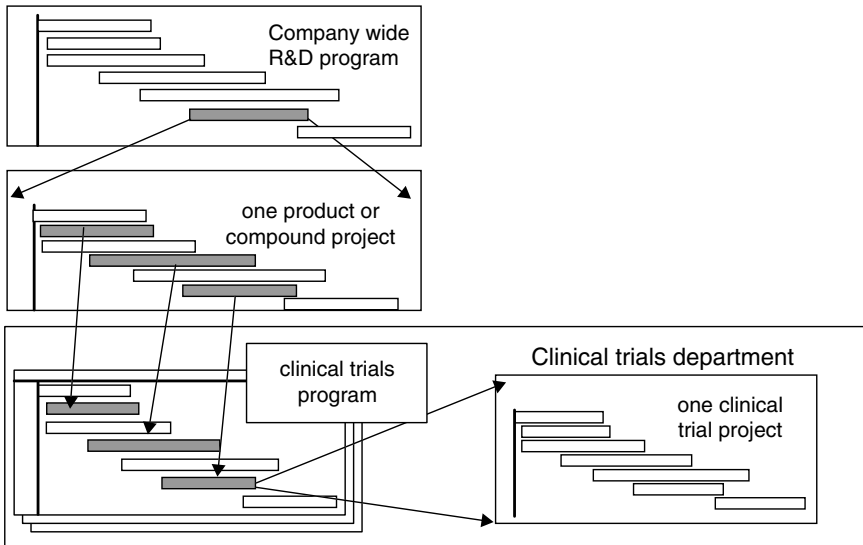 Company wide
R&D program
one product or
compound project
clinical trials
program
Clinical trials department
one clinical
trial project